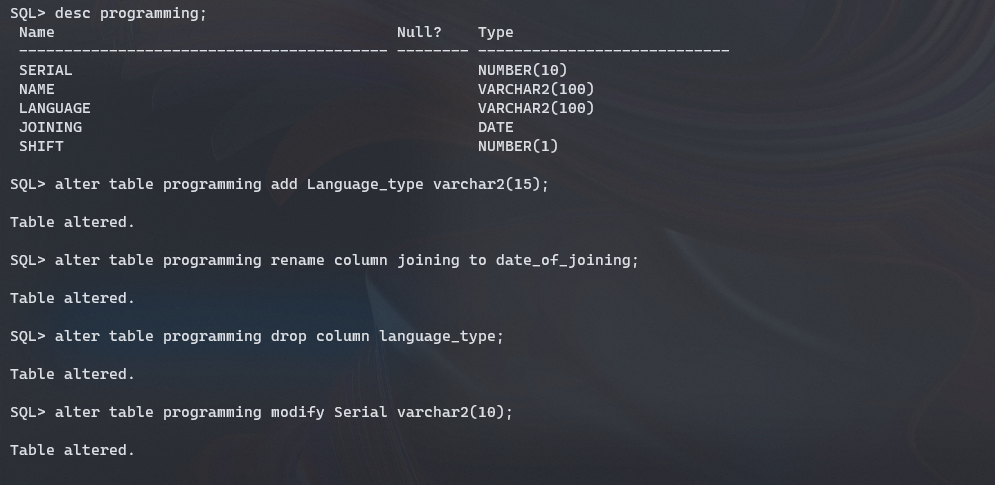 SQL> desc programming;
Name Null? Type
----------------------------------------- -------- ----------------------------
SERIAL NUMBER(10)
NAME VARCHAR2(100)
LANGUAGE VARCHAR2(100)
JOINING DATE
SHIFT NUMBER(1)
SQL> alter table programming add Language_type varchar2(15);
Table altered.
SQL> alter table programming rename column joining to date_of_joining;
Table altered.
SQL> alter table programming drop column language_type;
Table altered.
SQL> alter table programming modify Serial varchar2(10);
Table altered.